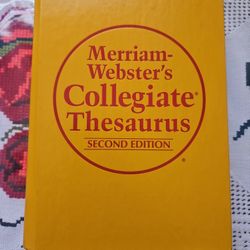 Merriam-
Webster's
Collegiate®
Thesaurus
SECOND EDITION
®